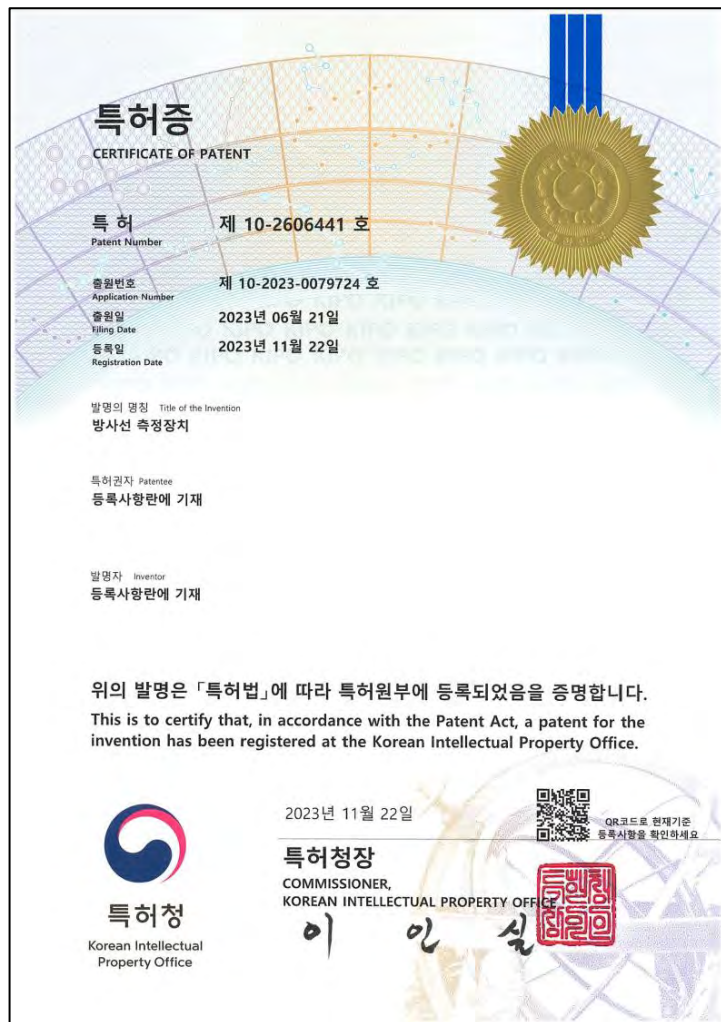 특허증
CERTIFICATE OF PATENT
특 허 제 10-2606441 호
Patent Number
출원번호 제 10-2023-0079724 호
Application Number
출원일 2023년 06월 21일
Filing Date
등록일 2023년 11월 22일
Registration Date
발명의 명칭 Title of the Invention
방사선 측정장치
특허권자 Patentee
등록사항란에 기재
발명자 Inventor
등록사항란에 기재
위의 발명은 「특허법」에 따라 특허원부에 등록되었음을 증명합니다.
This is to certify that, in accordance with the Patent Act, a patent for the
invention has been registered at the Korean Intellectual Property Office.
2023년 11월 22일
QR코드로 현재기준
등록사항을 확인하세요
특허청장
COMMISSIONER,
KOREAN INTELLECTUAL PROPERTY OFFICE
이 인 실
특허청
Korean Intellectual
Property Office